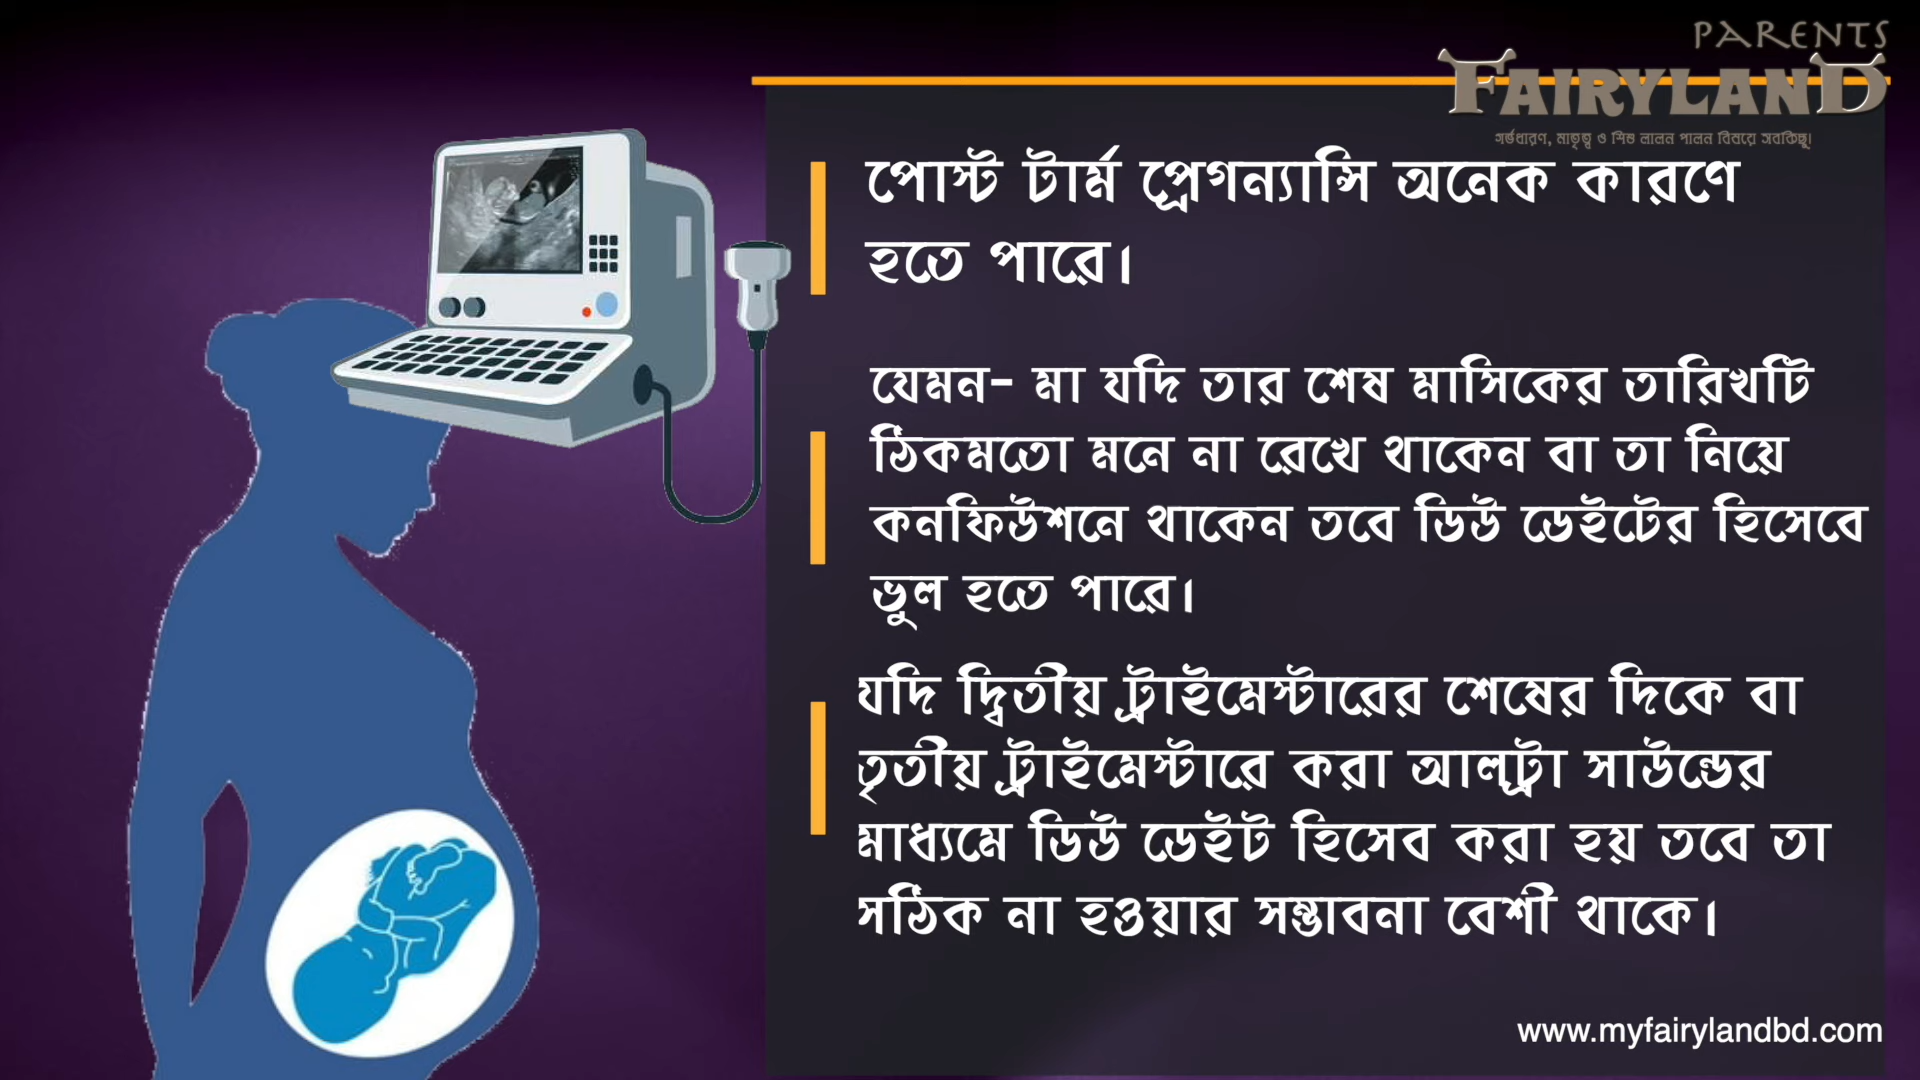 PARENTS
FAIRYLAND
গর্ভধারণ, মাতৃত্ব ও শিশু লালন পালন বিষয়ে সবকিছু!
পোস্ট টার্ম প্রেগন্যান্সি অনেক কারণে
হতে পারে।
যেমন- মা যদি তার শেষ মাসিকের তারিখটি
ঠিকমতো মনে না রেখে থাকেন বা তা নিয়ে
কনফিউশনে থাকেন তবে ডিউ ডেইটের হিসেবে
ভুল হতে পারে।
যদি দ্বিতীয় ট্রাইমেস্টারের শেষের দিকে বা
তৃতীয় ট্রাইমেস্টারে করা আল্ট্রা সাউন্ডের
মাধ্যমে ডিউ ডেইট হিসেব করা হয় তবে তা
সঠিক না হওয়ার সম্ভাবনা বেশী থাকে।
www.myfairylandbd.com